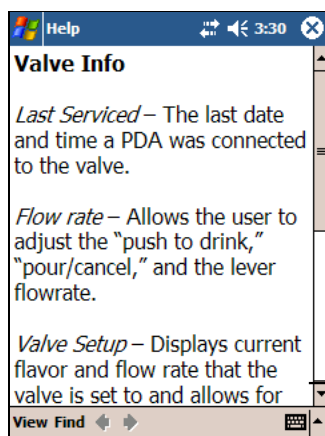 Help 3:30
Valve Info
Last Serviced – The last date
and time a PDA was connected
to the valve.
Flow rate – Allows the user to
adjust the “push to drink,”
“pour/cancel,” and the lever
flowrate.
Valve Setup – Displays current
flavor and flow rate that the
valve is set to and allows for
View Find